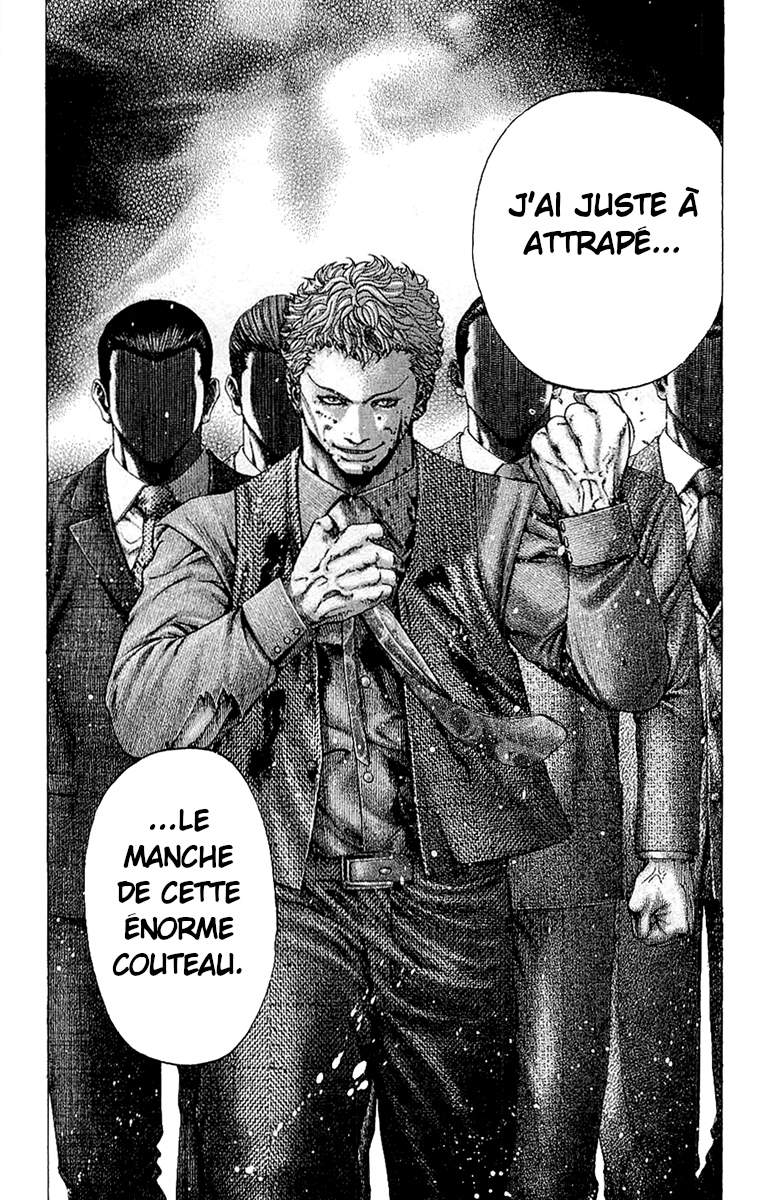 J'AI JUSTE À
ATTRAPÉ...
...LE
MANCHE
DE CETTE
ÉNORME
COUTEAU.